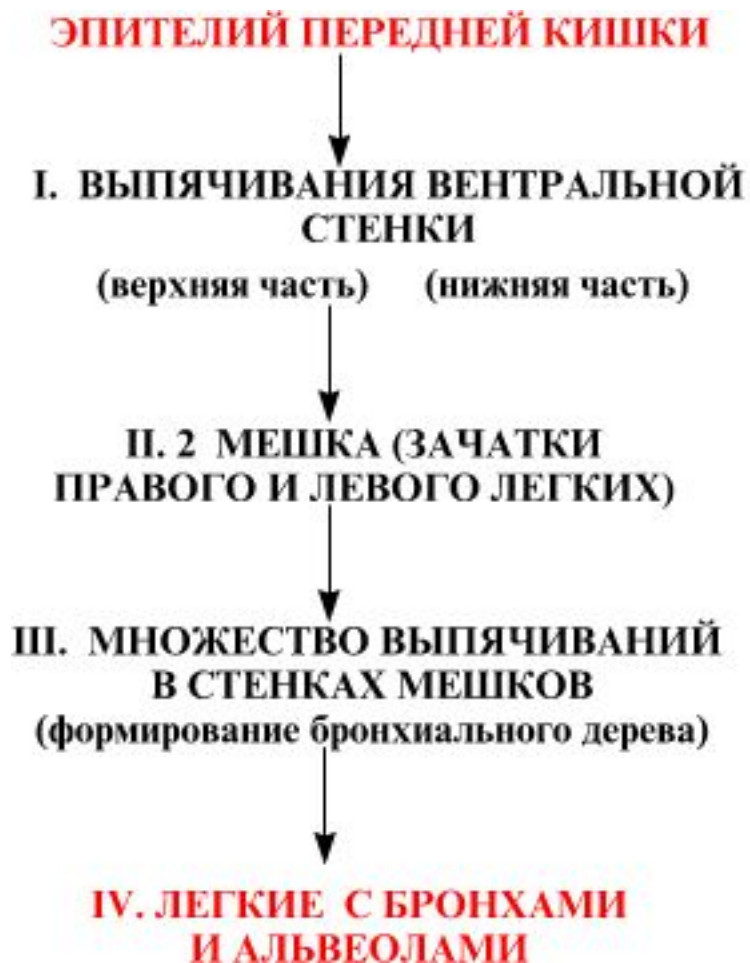 ЭПИТЕЛИЙ ПЕРЕДНЕЙ КИШКИ
I. ВЫПЯЧИВАНИЯ ВЕНТРАЛЬНОЙ
СТЕНКИ
(верхняя часть) (нижняя часть)
II. 2 МЕШКА (ЗАЧАТКИ
ПРАВОГО И ЛЕВОГО ЛЕГКИХ)
III. МНОЖЕСТВО ВЫПЯЧИВАНИЙ
В СТЕНКАХ МЕШКОВ
(формирование бронхиального дерева)
IV. ЛЕГКИЕ С БРОНХАМИ
И АЛЬВЕОЛАМИ